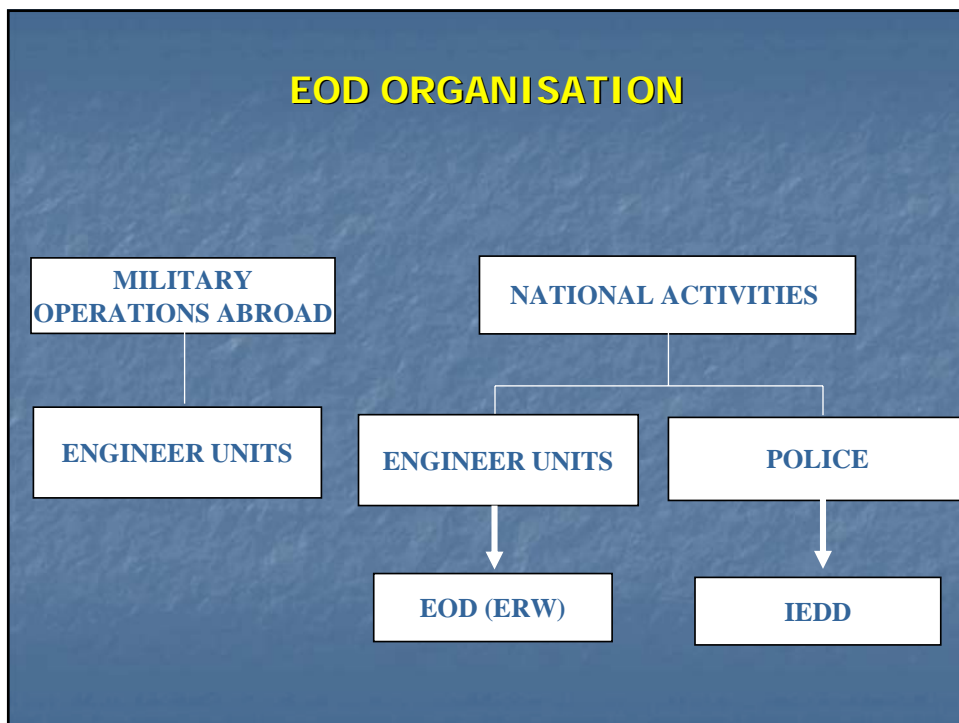 EOD ORGANISATION
MILITARY
OPERATIONS ABROAD
NATIONAL ACTIVITIES
ENGINEER UNITS
ENGINEER UNITS
POLICE
EOD (ERW)
IEDD